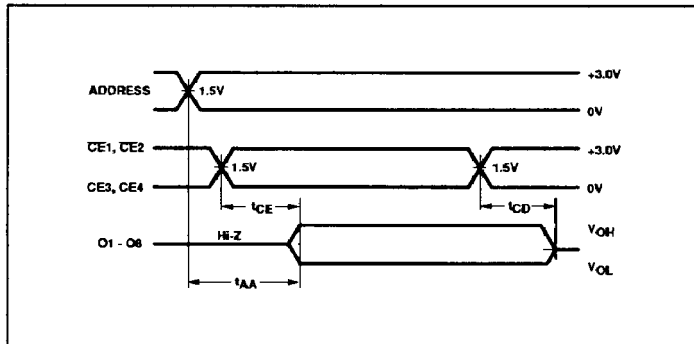 +3.0V
ADDRESS 1.5V
0V
CE1, CE2 +3.0V
1.5V 1.5V
CE3, CE4 0V
tCE tCD
O1 - O8 Hi-Z VOH
VOL
tAA